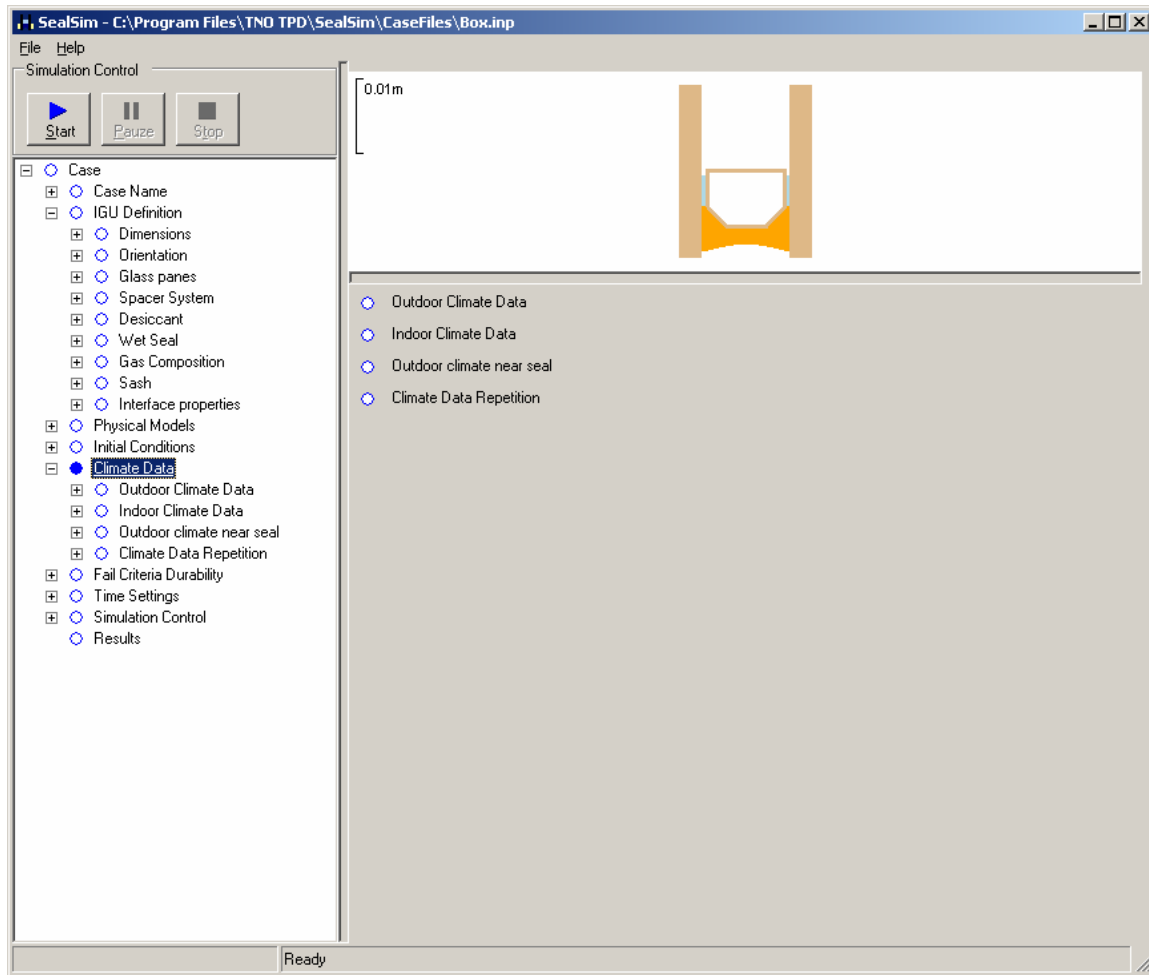 SealSim - C:\Program Files\TNO TPD\SealSim\CaseFiles\Box.inp
File Help
Simulation Control
Start Pauze Stop
Case
Case Name
IGU Definition
Dimensions
Orientation
Glass panes
Spacer System
Desiccant
Wet Seal
Gas Composition
Sash
Interface properties
Physical Models
Initial Conditions
Climate Data
Outdoor Climate Data
Indoor Climate Data
Outdoor climate near seal
Climate Data Repetition
Fail Criteria Durability
Time Settings
Simulation Control
Results
0.01m
Outdoor Climate Data
Indoor Climate Data
Outdoor climate near seal
Climate Data Repetition
Ready